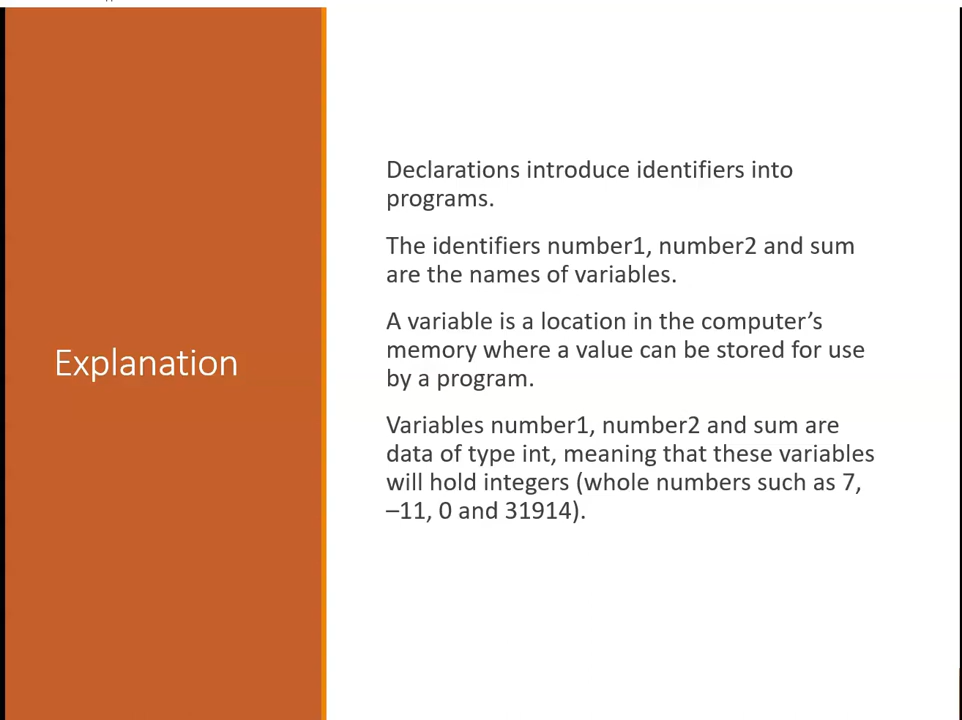 Explanation
Declarations introduce identifiers into
programs.
The identifiers number1, number2 and sum
are the names of variables.
A variable is a location in the computer’s
memory where a value can be stored for use
by a program.
Variables number1, number2 and sum are
data of type int, meaning that these variables
will hold integers (whole numbers such as 7,
–11, 0 and 31914).